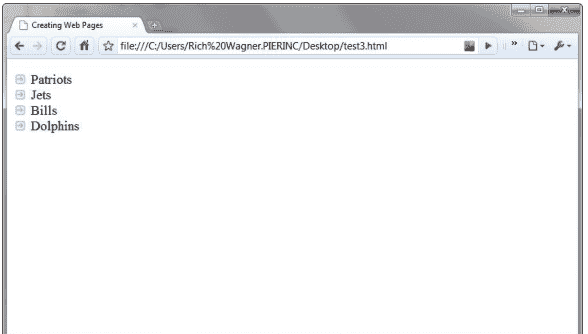 Creating Web Pages
file:///C:/Users/Rich%20Wagner.PIERINC/Desktop/test3.html
Patriots
Jets
Bills
Dolphins